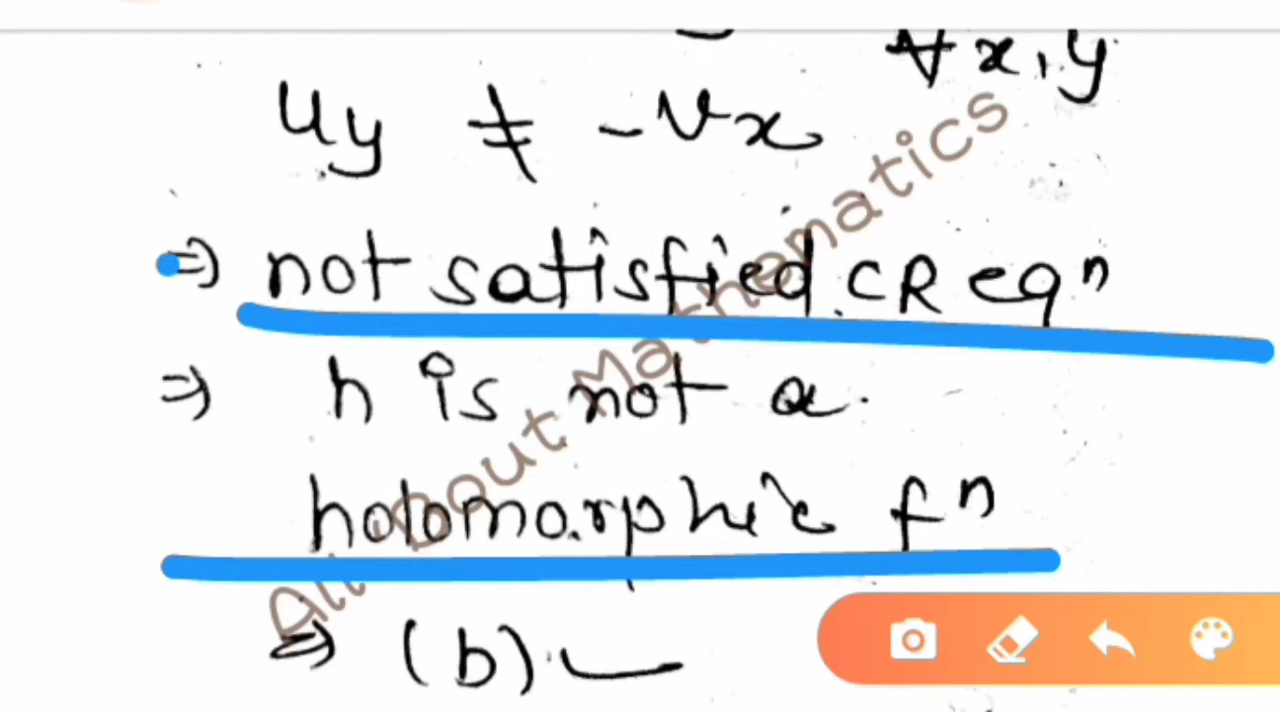 ∀ x, y
uy ≠ -vx
⇒ not satisfied CR eqⁿ
⇒ h is not a
holomorphic fⁿ
⇒ (b)
All About Mathematics